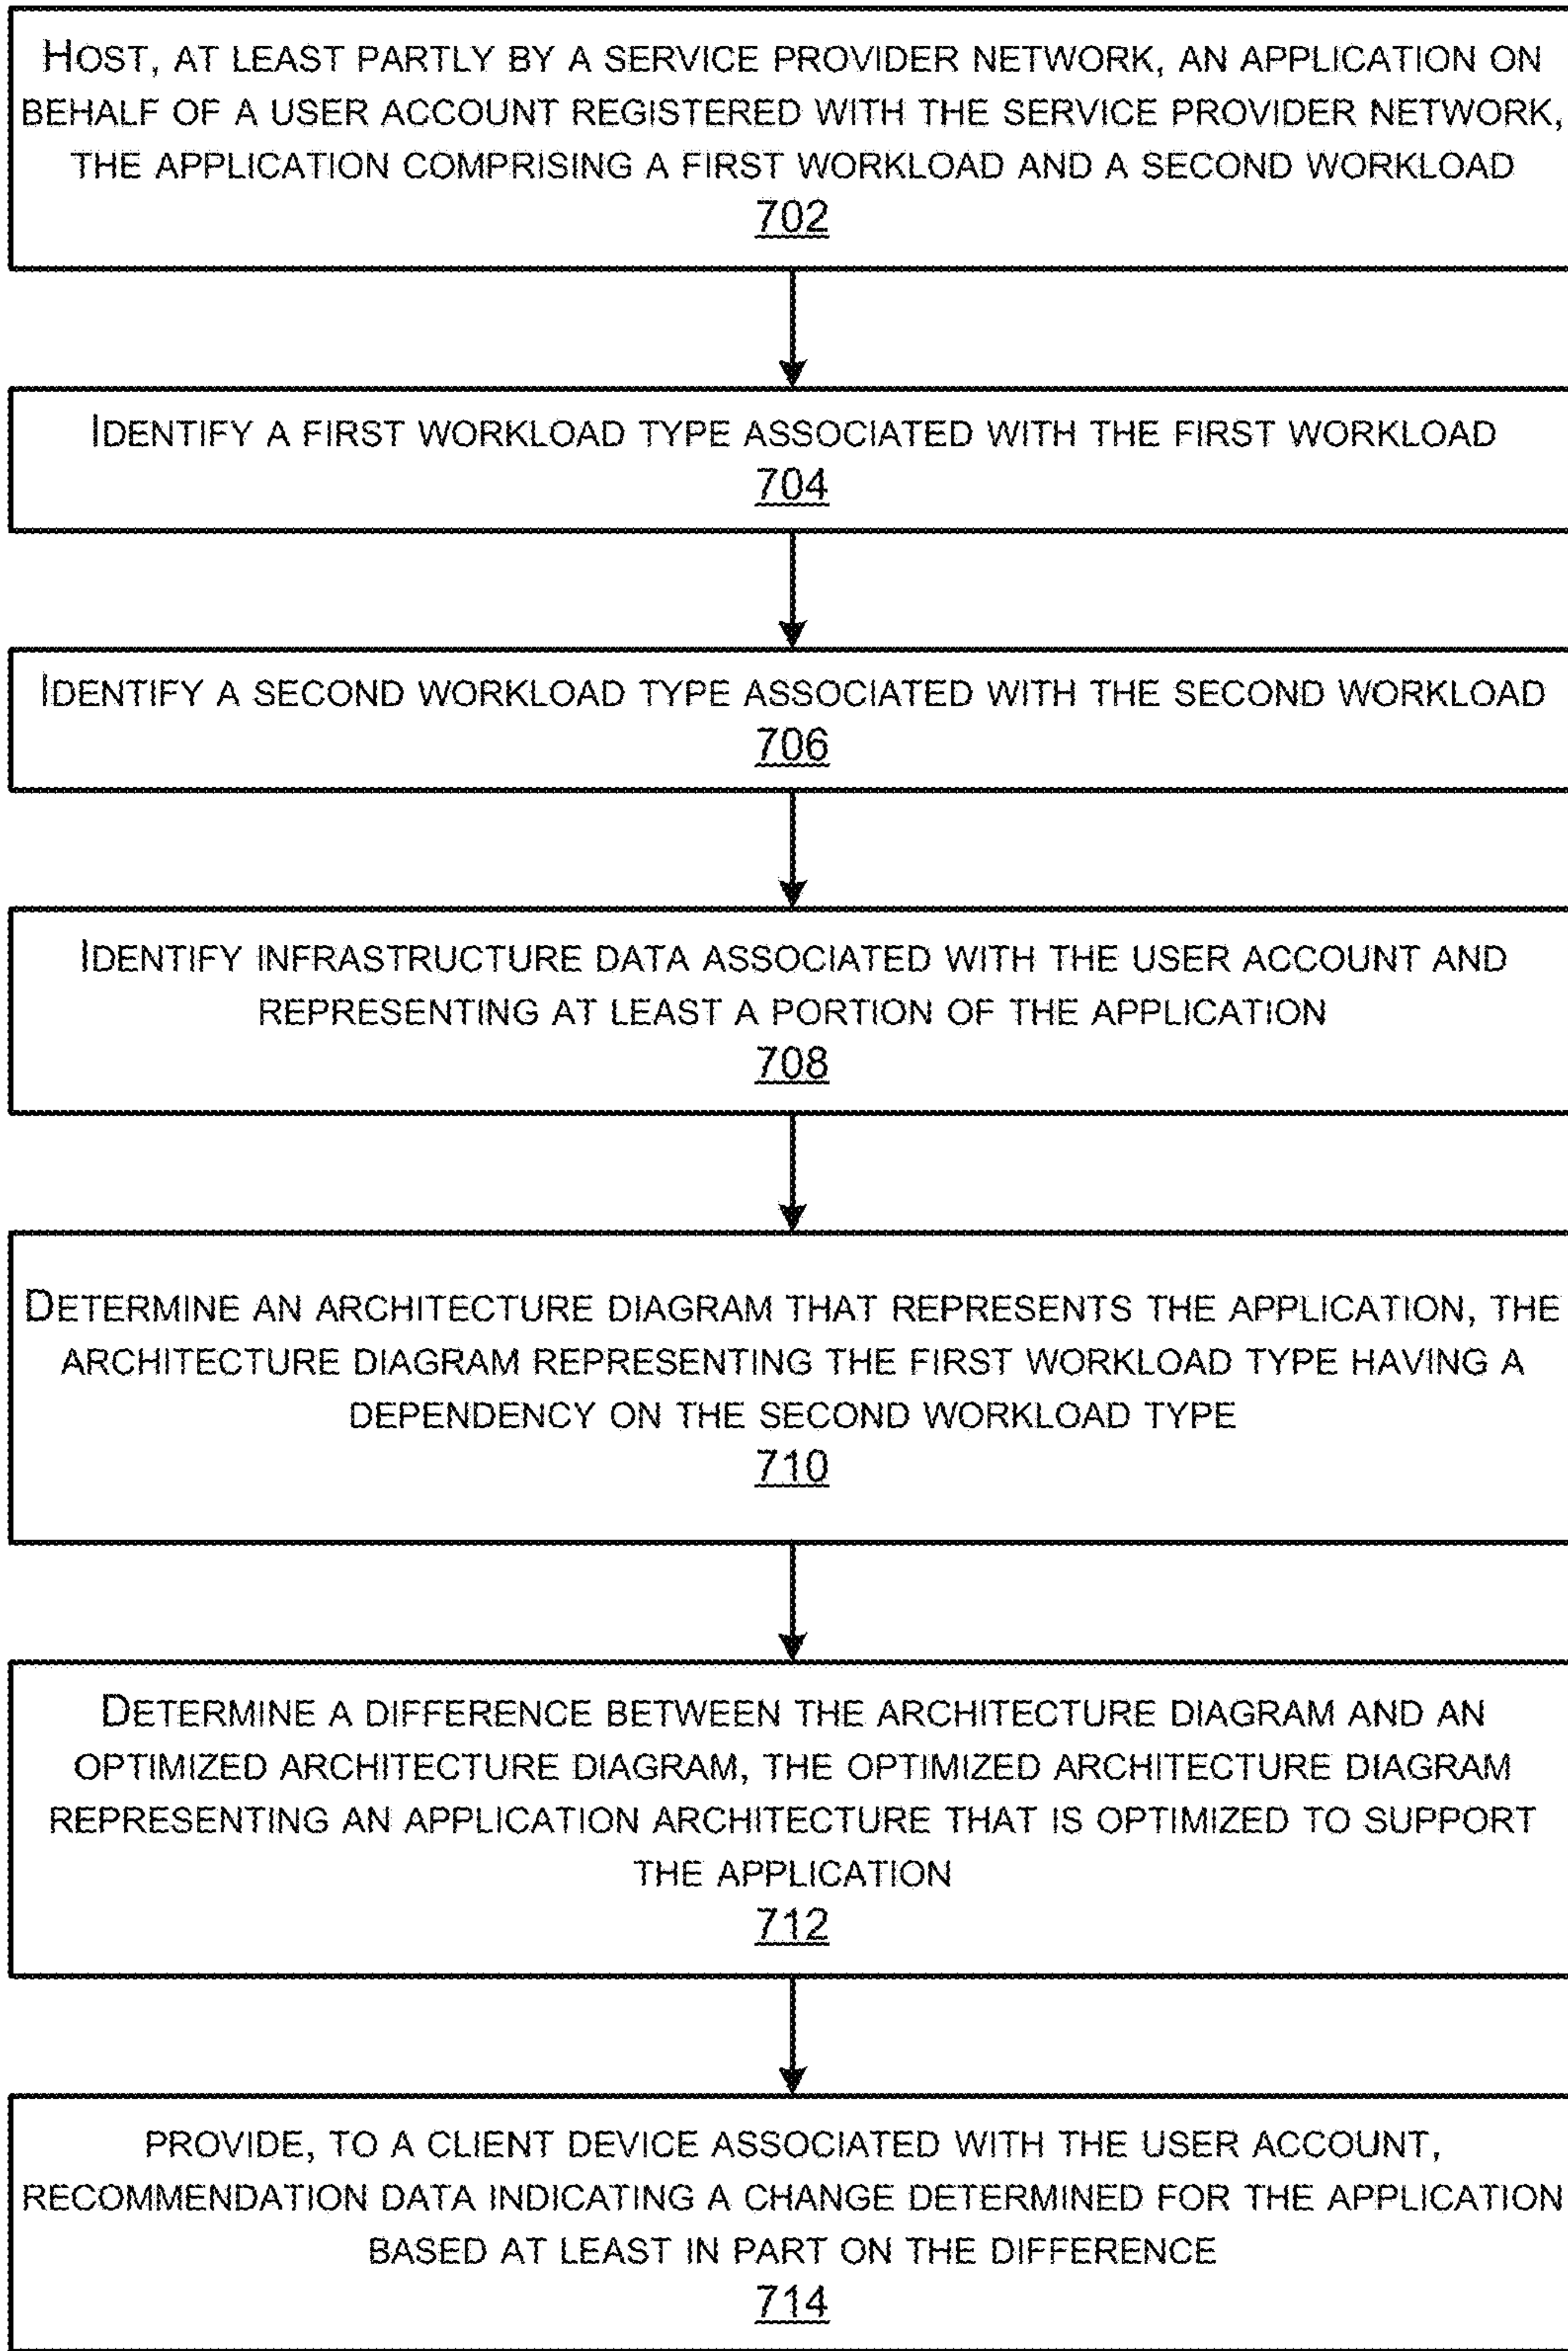 HOST, AT LEAST PARTLY BY A SERVICE PROVIDER NETWORK, AN APPLICATION ON
BEHALF OF A USER ACCOUNT REGISTERED WITH THE SERVICE PROVIDER NETWORK,
THE APPLICATION COMPRISING A FIRST WORKLOAD AND A SECOND WORKLOAD
702
IDENTIFY A FIRST WORKLOAD TYPE ASSOCIATED WITH THE FIRST WORKLOAD
704
IDENTIFY A SECOND WORKLOAD TYPE ASSOCIATED WITH THE SECOND WORKLOAD
706
IDENTIFY INFRASTRUCTURE DATA ASSOCIATED WITH THE USER ACCOUNT AND
REPRESENTING AT LEAST A PORTION OF THE APPLICATION
708
DETERMINE AN ARCHITECTURE DIAGRAM THAT REPRESENTS THE APPLICATION, THE
ARCHITECTURE DIAGRAM REPRESENTING THE FIRST WORKLOAD TYPE HAVING A
DEPENDENCY ON THE SECOND WORKLOAD TYPE
710
DETERMINE A DIFFERENCE BETWEEN THE ARCHITECTURE DIAGRAM AND AN
OPTIMIZED ARCHITECTURE DIAGRAM, THE OPTIMIZED ARCHITECTURE DIAGRAM
REPRESENTING AN APPLICATION ARCHITECTURE THAT IS OPTIMIZED TO SUPPORT
THE APPLICATION
712
PROVIDE, TO A CLIENT DEVICE ASSOCIATED WITH THE USER ACCOUNT,
RECOMMENDATION DATA INDICATING A CHANGE DETERMINED FOR THE APPLICATION
BASED AT LEAST IN PART ON THE DIFFERENCE
714